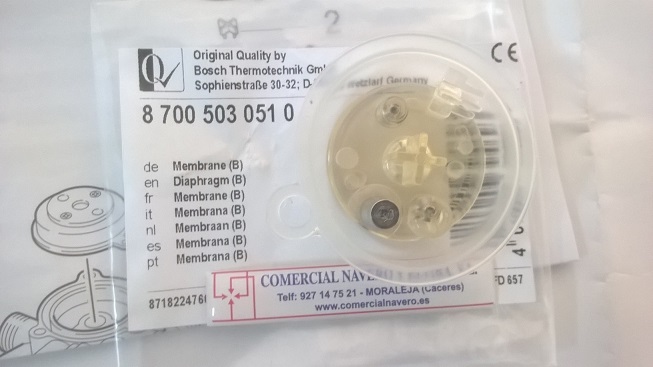 2
Original Quality by
Bosch Thermotechnik
Sophienstraße 30-32; Germany
CE
QV
8 700 503 051 0
de Membrane (B)
en Diaphragm (B)
fr Membrane (B)
it Membrana (B)
nl Membraan (B)
es Membrana (B)
pt Membrana (B)
FD 657
COMERCIAL
Telf: 927 14 75 21 - MORALEJA (Cáceres)
www.comercialnavero.es